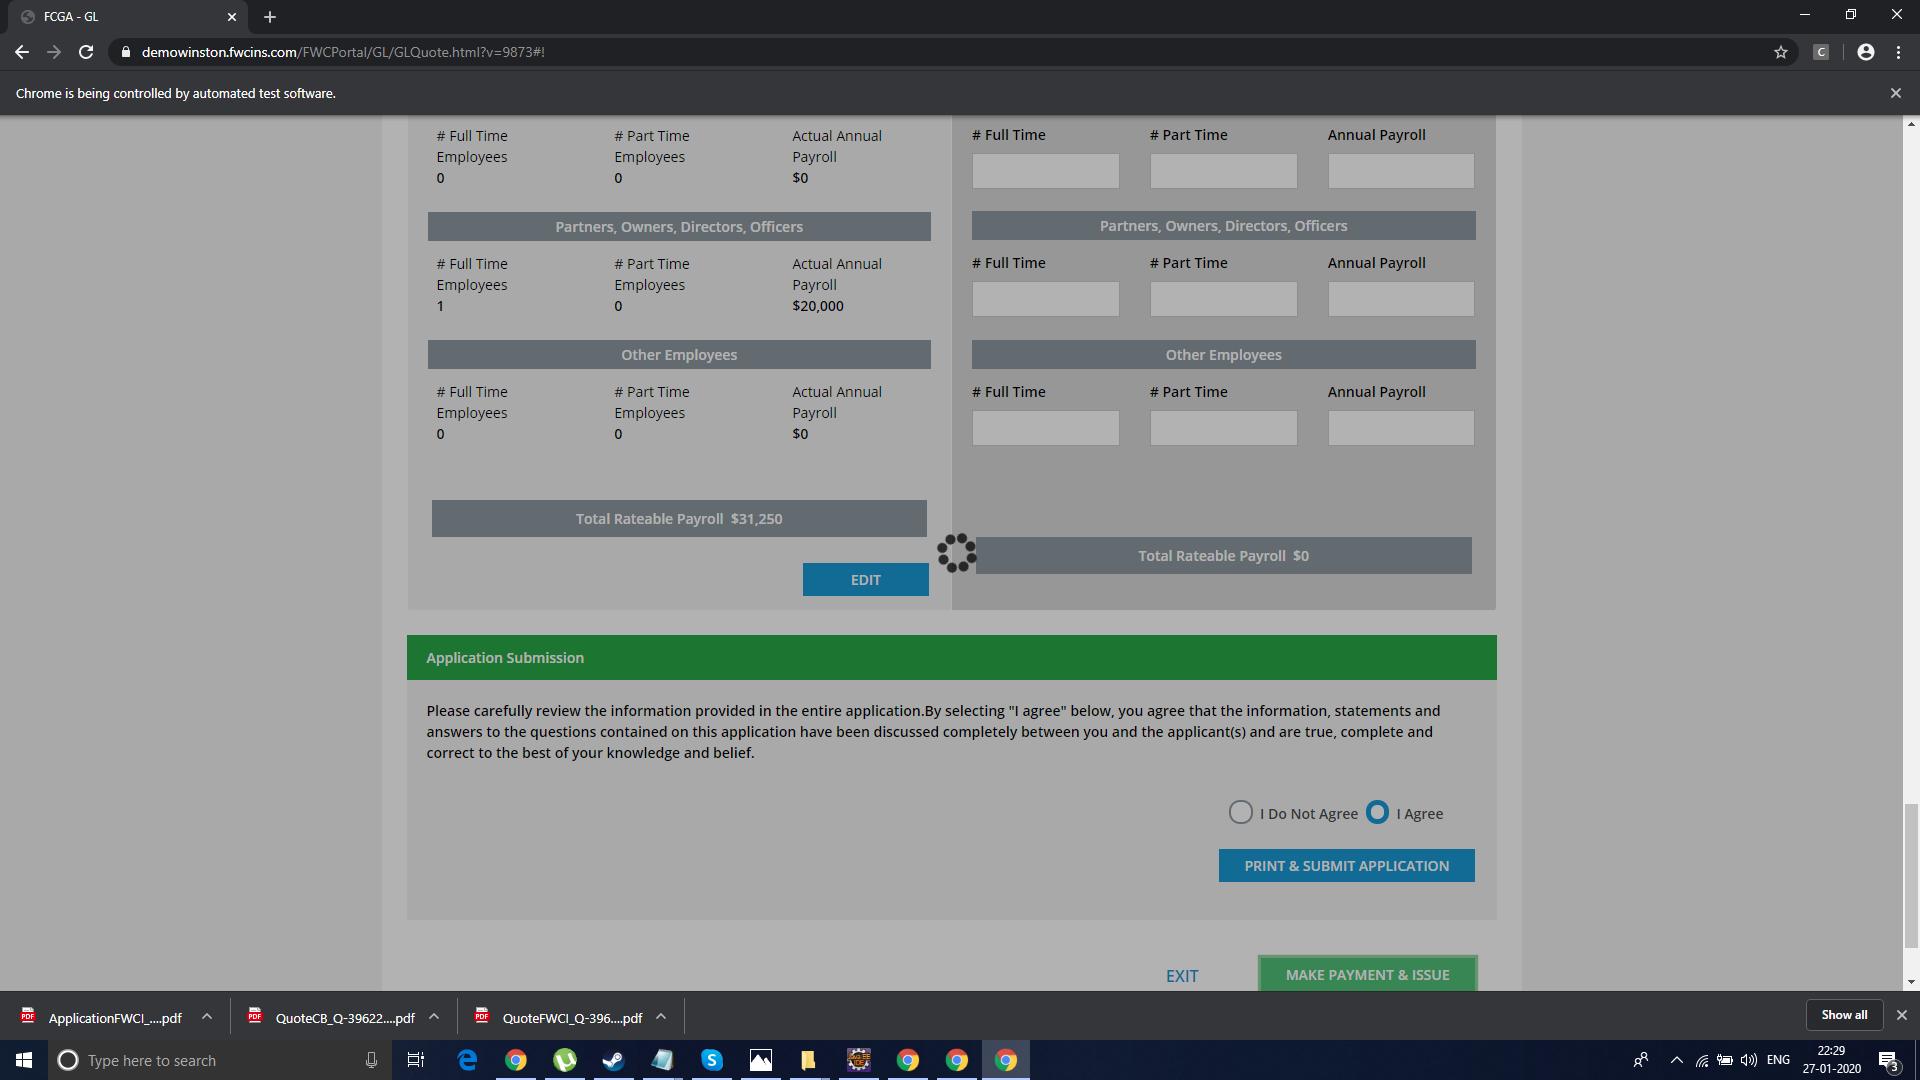 FCGA - GL
demowinston.fwcins.com/FWCPortal/GL/GLQuote.html?v=9873#!
C
Chrome is being controlled by automated test software.
# Full Time Employees
# Part Time Employees
Actual Annual Payroll
0
0
$0
# Full Time
# Part Time
Annual Payroll
Partners, Owners, Directors, Officers
Partners, Owners, Directors, Officers
# Full Time Employees
# Part Time Employees
Actual Annual Payroll
1
0
$20,000
# Full Time
# Part Time
Annual Payroll
Other Employees
Other Employees
# Full Time Employees
# Part Time Employees
Actual Annual Payroll
0
0
$0
# Full Time
# Part Time
Annual Payroll
Total Rateable Payroll $31,250
Total Rateable Payroll $0
EDIT
Application Submission
Please carefully review the information provided in the entire application.By selecting "I agree" below, you agree that the information, statements and
answers to the questions contained on this application have been discussed completely between you and the applicant(s) and are true, complete and
correct to the best of your knowledge and belief.
I Do Not Agree
I Agree
PRINT & SUBMIT APPLICATION
EXIT
MAKE PAYMENT & ISSUE
ApplicationFWCI_....pdf
QuoteCB_Q-39622....pdf
QuoteFWCI_Q-396....pdf
Show all
Type here to search
ENG
22:29
27-01-2020
3